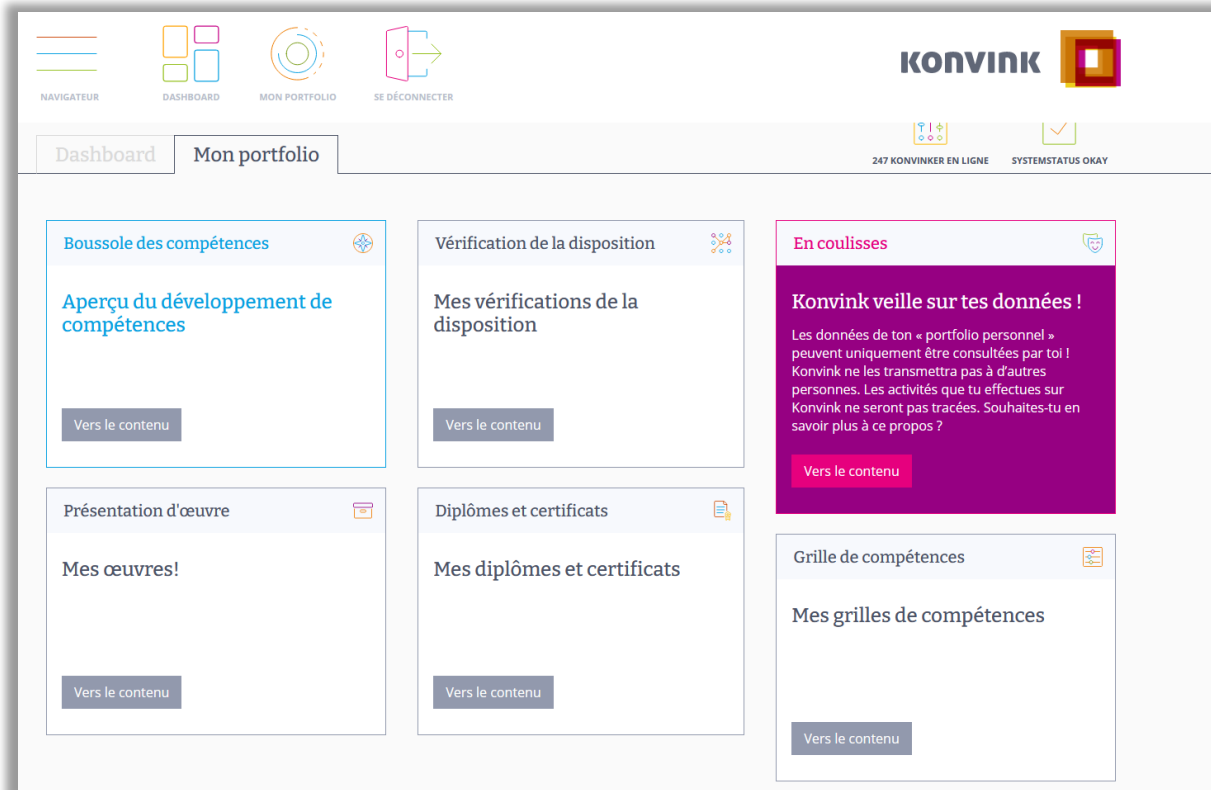 NAVIGATEUR
DASHBOARD
MON PORTFOLIO
SE DÉCONNECTER
KONVINK
Dashboard
Mon portfolio
247 KONVINKER EN LIGNE
SYSTEMSTATUS OKAY
Boussole des compétences
Aperçu du développement de
compétences
Vers le contenu
Vérification de la disposition
Mes vérifications de la
disposition
Vers le contenu
En coulisses
Konvink veille sur tes données !
Les données de ton « portfolio personnel »
peuvent uniquement être consultées par toi !
Konvink ne les transmettra pas à d'autres
personnes. Les activités que tu effectues sur
Konvink ne seront pas tracées. Souhaites-tu en
savoir plus à ce propos ?
Vers le contenu
Présentation d'œuvre
Mes œuvres!
Vers le contenu
Diplômes et certificats
Mes diplômes et certificats
Vers le contenu
Grille de compétences
Mes grilles de compétences
Vers le contenu